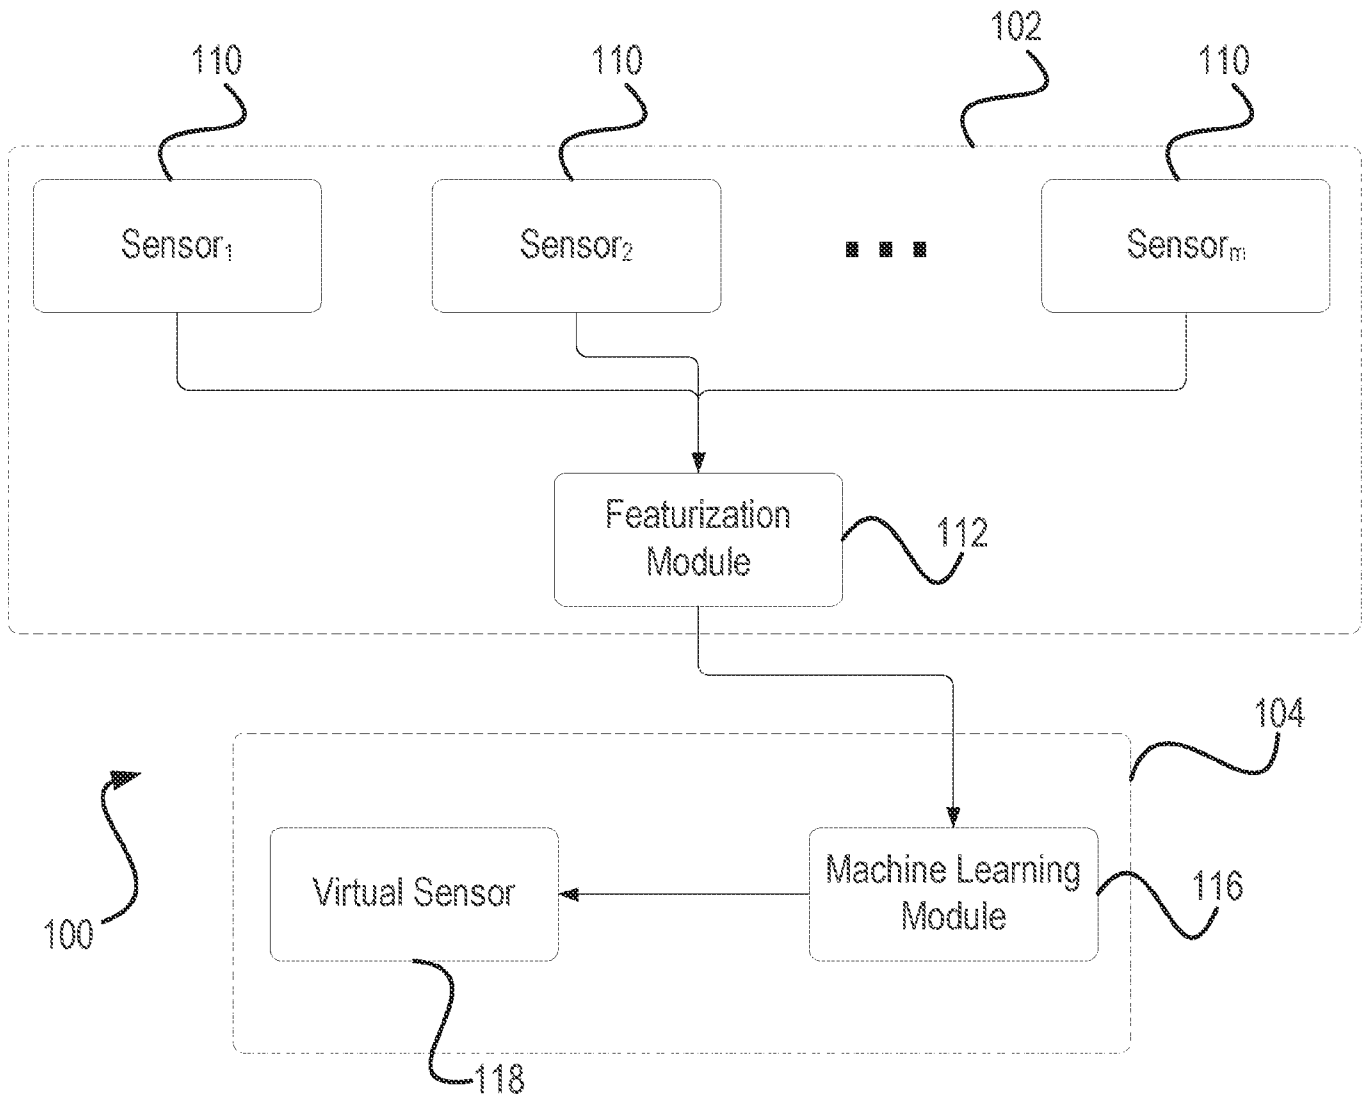 102
110
110
110
Sensor₁
Sensor₂
Sensorₘ
Featurization
Module
112
104
Virtual Sensor
Machine Learning
Module
116
100
118